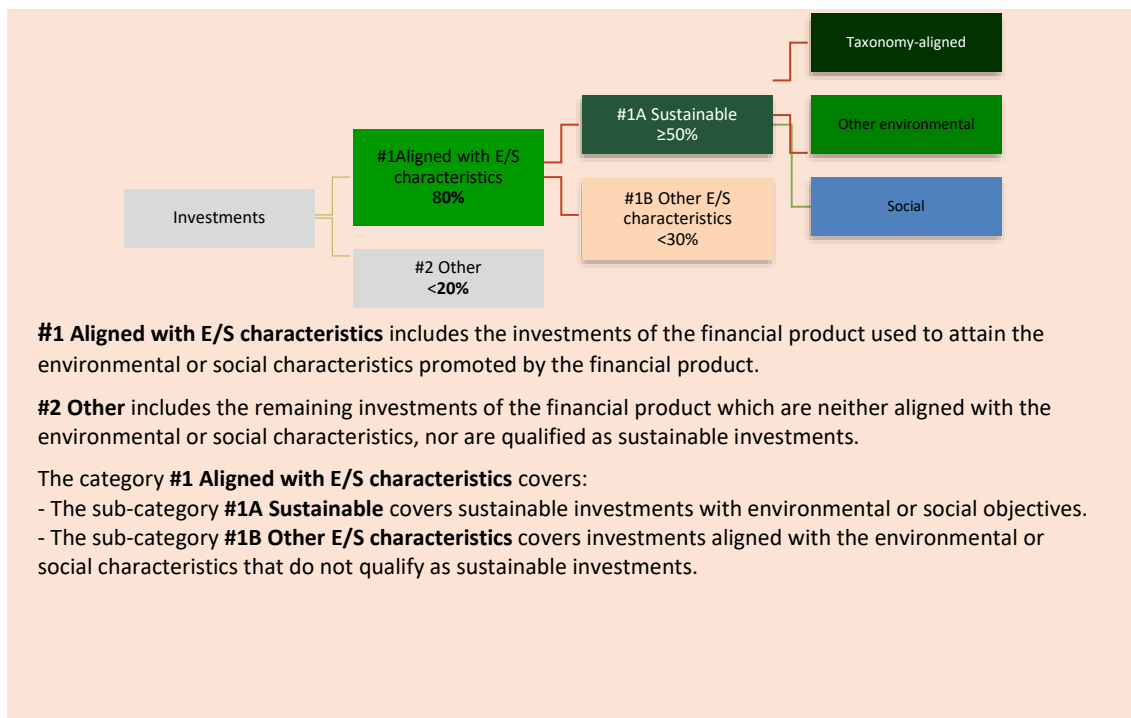 Taxonomy-aligned
#1A Sustainable
≥50%
Other environmental
#1Aligned with E/S
characteristics
80%
#1B Other E/S
characteristics
<30%
Social
Investments
#2 Other
<20%
#1 Aligned with E/S characteristics includes the investments of the financial product used to attain the
environmental or social characteristics promoted by the financial product.
#2 Other includes the remaining investments of the financial product which are neither aligned with the
environmental or social characteristics, nor are qualified as sustainable investments.
The category #1 Aligned with E/S characteristics covers:
- The sub-category #1A Sustainable covers sustainable investments with environmental or social objectives.
- The sub-category #1B Other E/S characteristics covers investments aligned with the environmental or
social characteristics that do not qualify as sustainable investments.